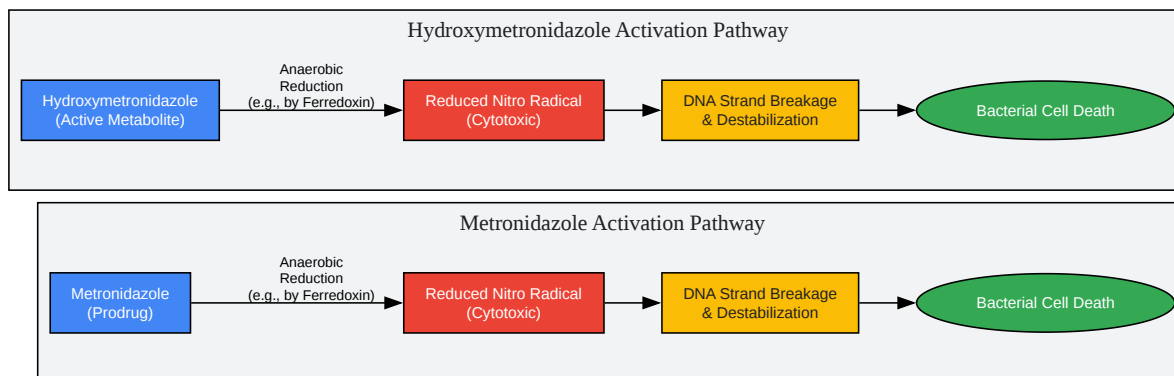 Hydroxymetronidazole Activation Pathway
Anaerobic
Reduction
(e.g., by Ferredoxin)
Hydroxymetronidazole
(Active Metabolite)
Reduced Nitro Radical
(Cytotoxic)
DNA Strand Breakage
& Destabilization
Bacterial Cell Death
Metronidazole Activation Pathway
Anaerobic
Reduction
(e.g., by Ferredoxin)
Metronidazole
(Prodrug)
Reduced Nitro Radical
(Cytotoxic)
DNA Strand Breakage
& Destabilization
Bacterial Cell Death